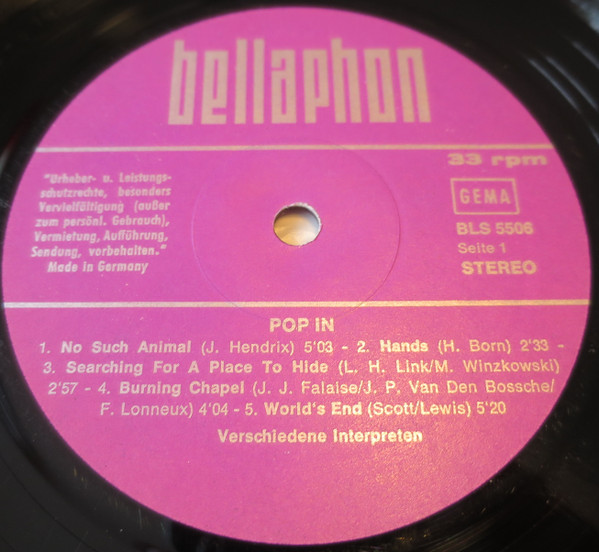 bellaphon
"Urheber- u. Leistungs-
schutzrechte, besonders
Vervielfältigung (außer
zum persönl. Gebrauch),
Vermietung, Aufführung,
Sendung, vorbehalten."
Made in Germany
33 rpm
GEMA
BLS 5506
Seite 1
STEREO
POP IN
1. No Such Animal (J. Hendrix) 5'03 - 2. Hands (H. Born) 2'33 -
3. Searching For A Place To Hide (L. H. Link/M. Winzkowski)
2'57 - 4. Burning Chapel (J. J. Falaise/J. P. Van Den Bossche/
F. Lonneux) 4'04 - 5. World's End (Scott/Lewis) 5'20
Verschiedene Interpreten